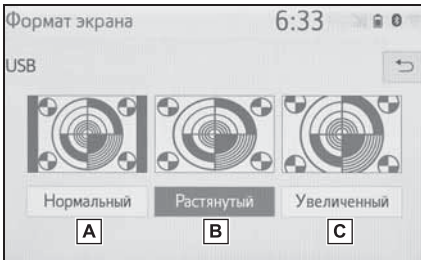 Формат экрана 6:33
USB
Нормальный Растянутый Увеличенный
A B C